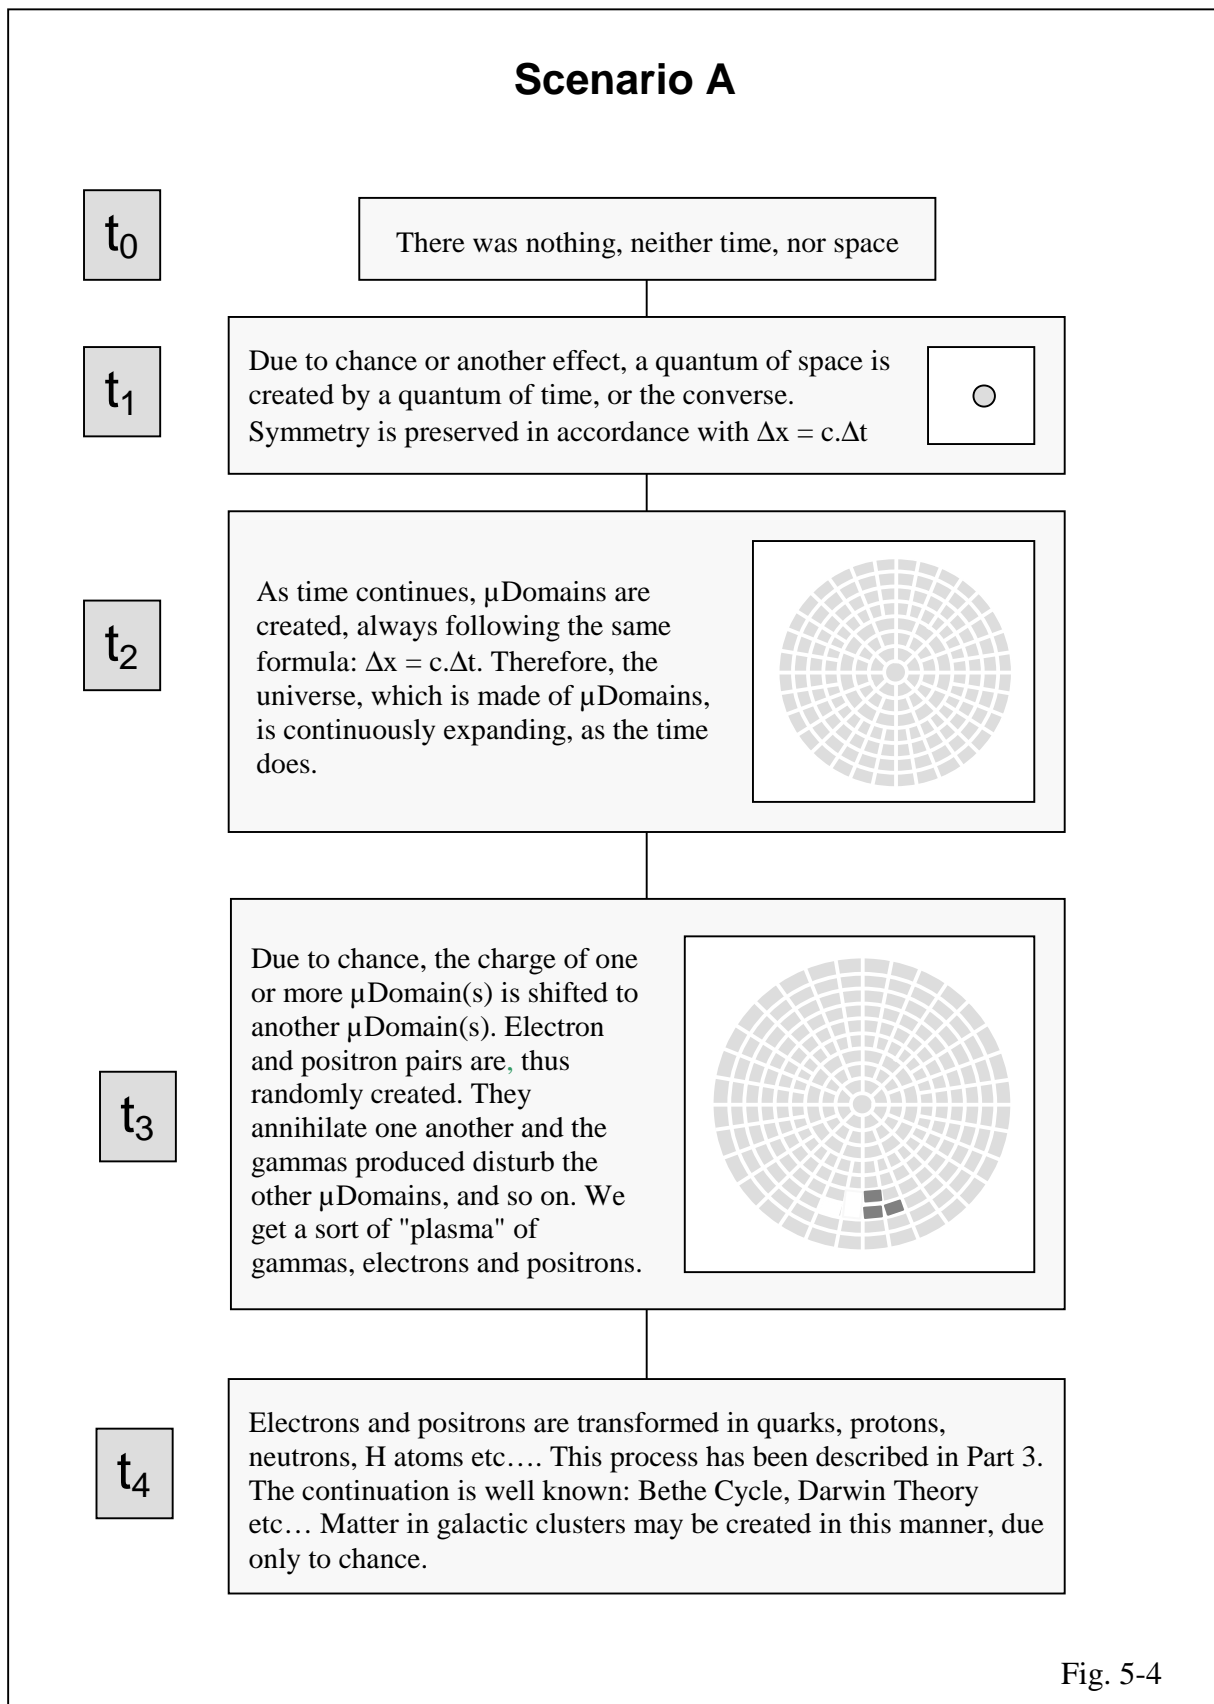 Scenario A
t₀
There was nothing, neither time, nor space
t₁
Due to chance or another effect, a quantum of space is
created by a quantum of time, or the converse.
Symmetry is preserved in accordance with Δx = c.Δt
t₂
As time continues, µDomains are
created, always following the same
formula: Δx = c.Δt. Therefore, the
universe, which is made of µDomains,
is continuously expanding, as the time
does.
t₃
Due to chance, the charge of one
or more µDomain(s) is shifted to
another µDomain(s). Electron
and positron pairs are, thus
randomly created. They
annihilate one another and the
gammas produced disturb the
other µDomains, and so on. We
get a sort of "plasma" of
gammas, electrons and positrons.
t₄
Electrons and positrons are transformed in quarks, protons,
neutrons, H atoms etc…. This process has been described in Part 3.
The continuation is well known: Bethe Cycle, Darwin Theory
etc… Matter in galactic clusters may be created in this manner, due
only to chance.
Fig. 5-4